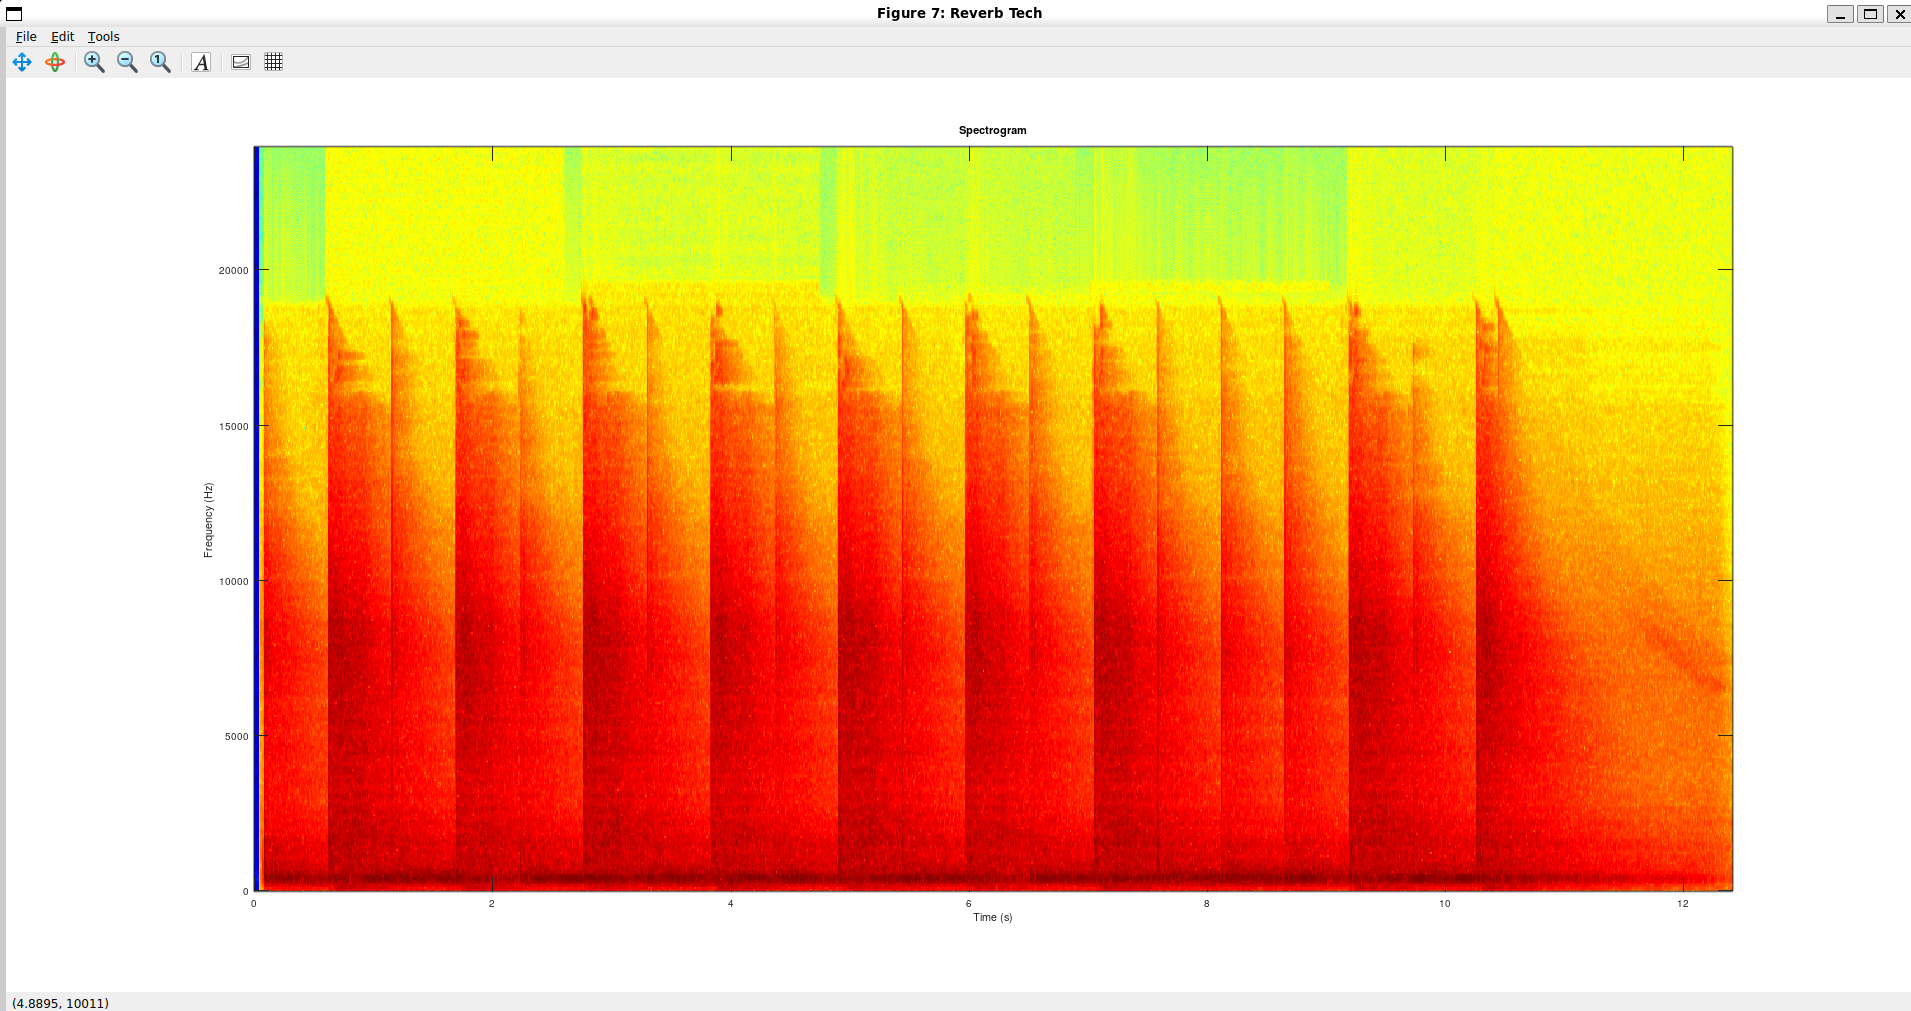 Figure 7: Reverb Tech
File Edit Tools
A
Spectrogram
20000
15000
10000
5000
0
Frequency (Hz)
0 2 4 6 8 10 12
Time (s)
(4.8895, 10011)